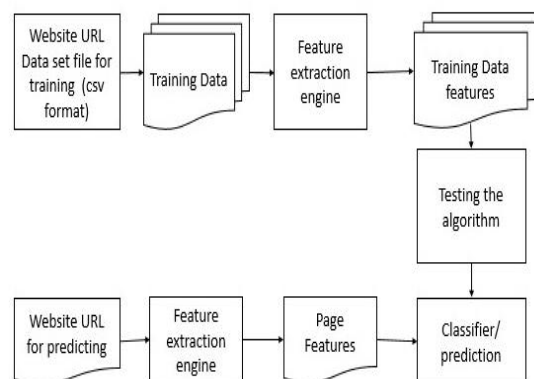 Website URL
Data set file for
training (csv
format)
Training Data
Feature
extraction
engine
Training Data
features
Testing the
algorithm
Website URL
for predicting
Feature
extraction
engine
Page
Features
Classifier/
prediction